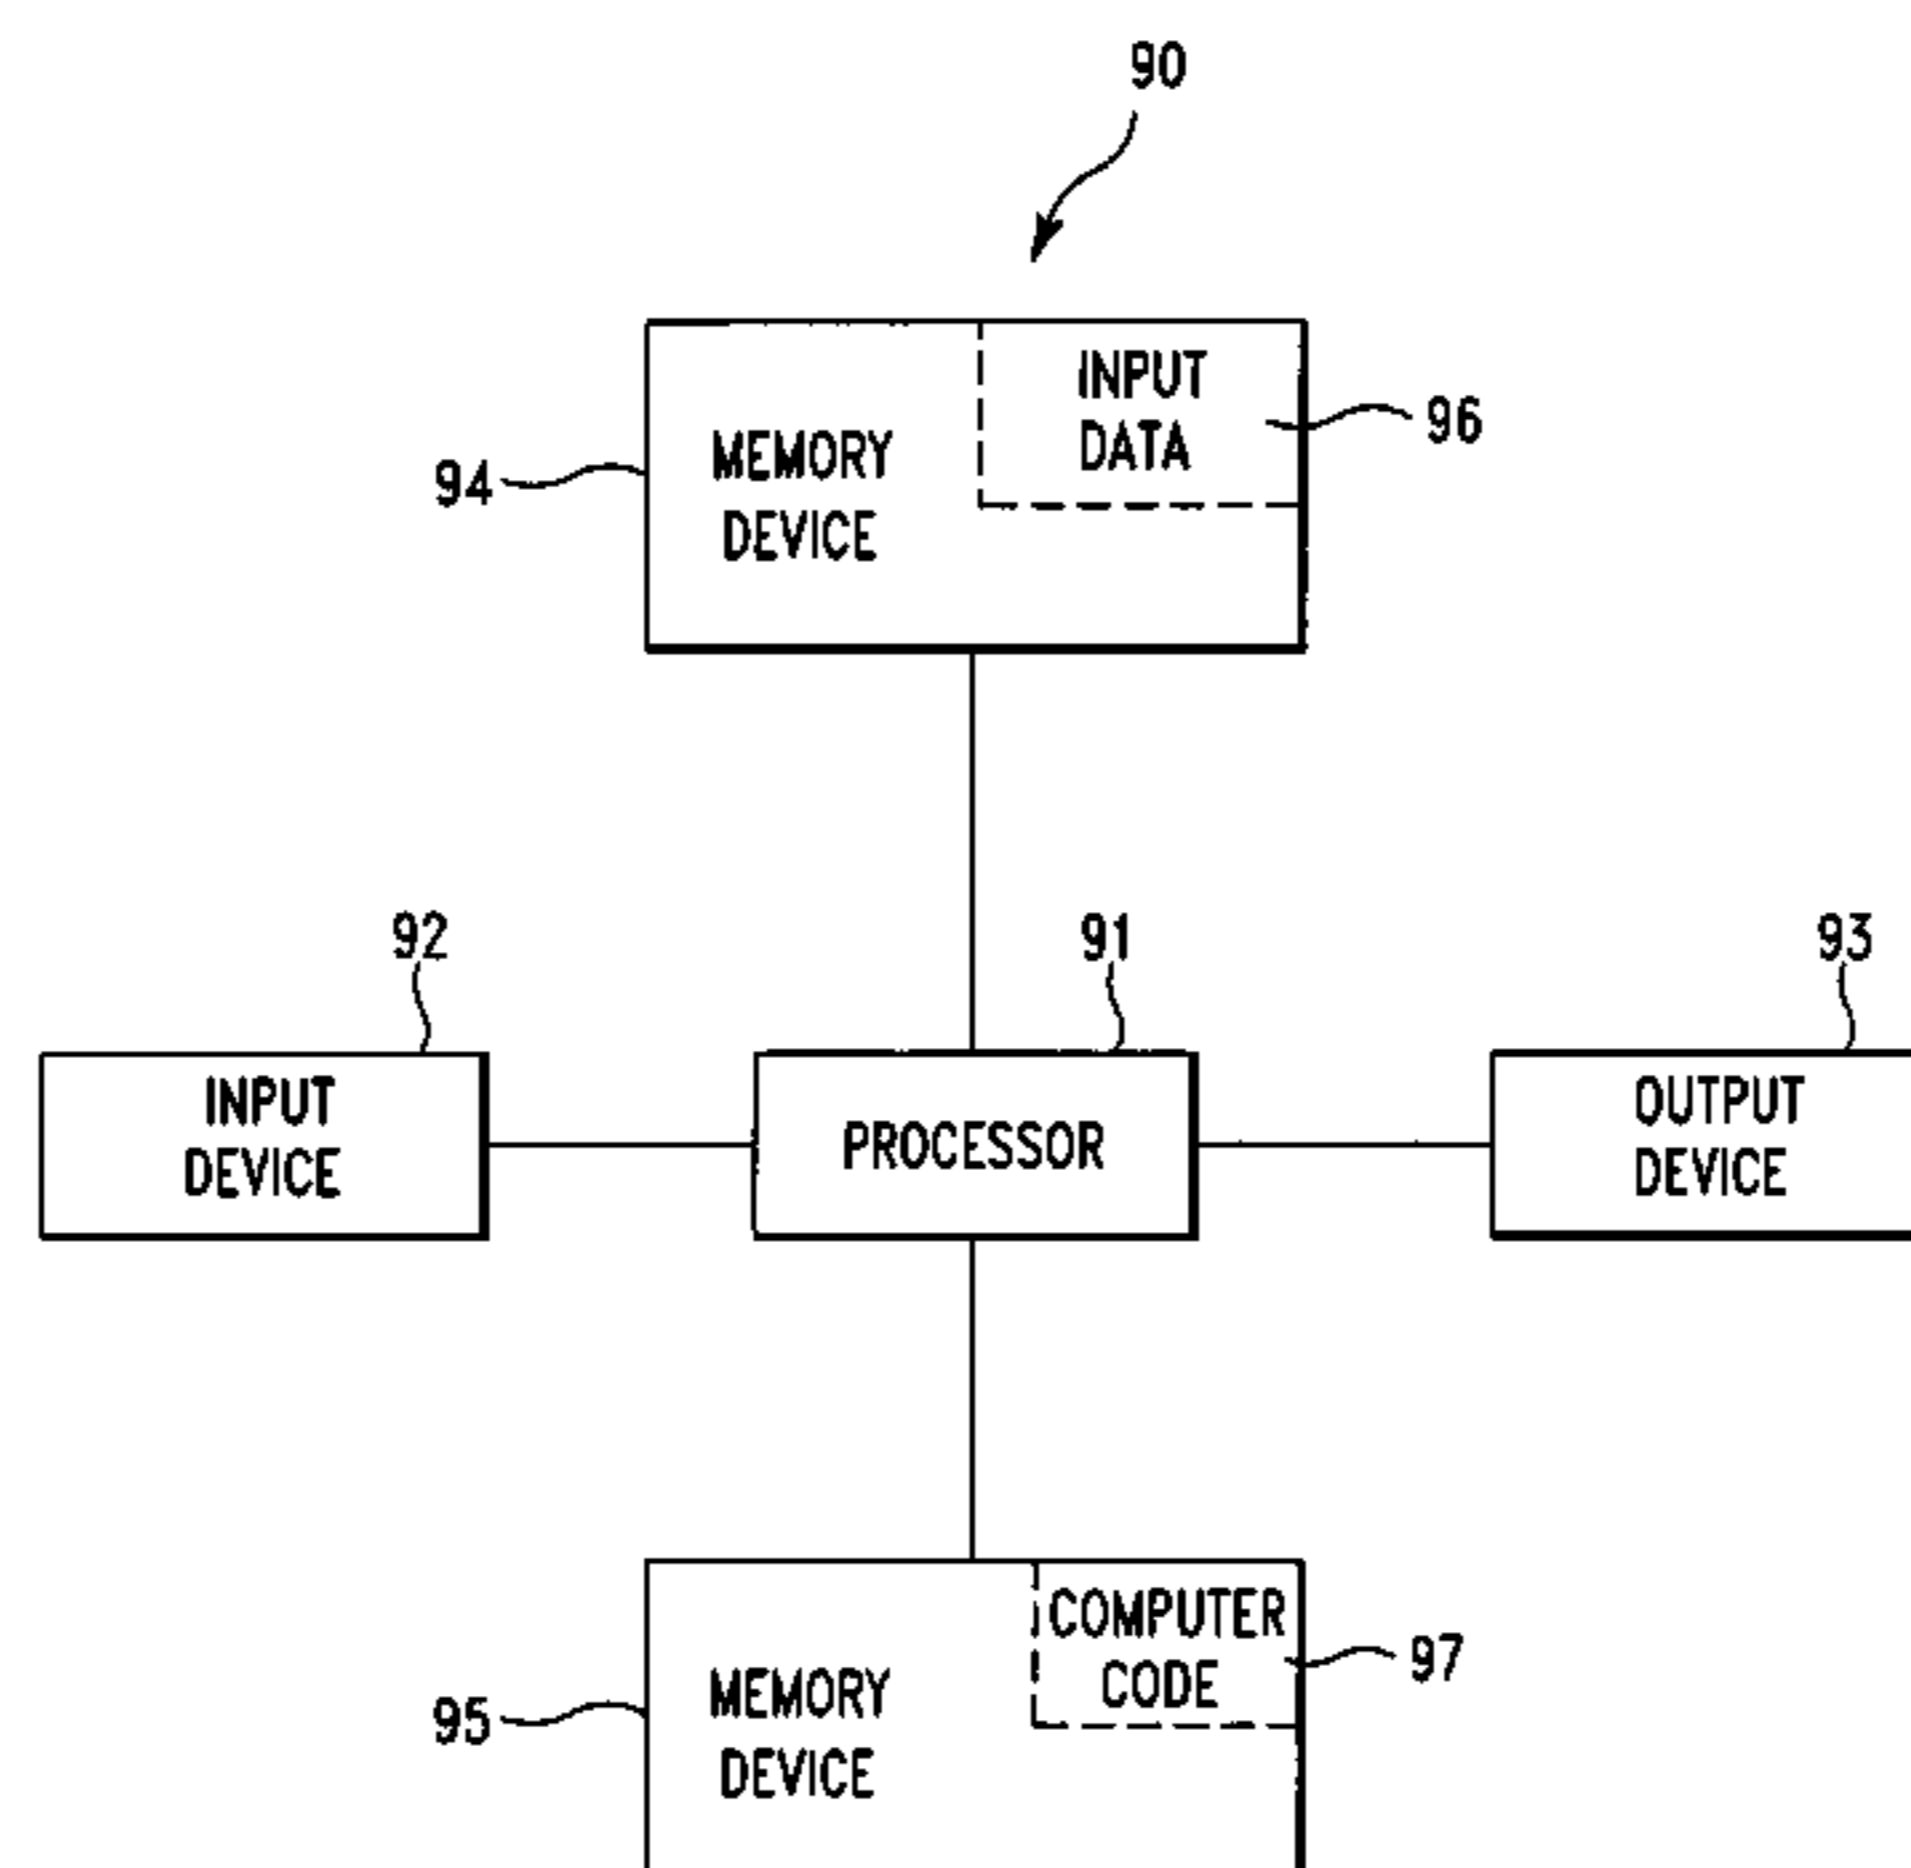 90
INPUT
DATA
96
MEMORY
DEVICE
94
92
91
93
INPUT
DEVICE
PROCESSOR
OUTPUT
DEVICE
COMPUTER
CODE
97
MEMORY
DEVICE
95